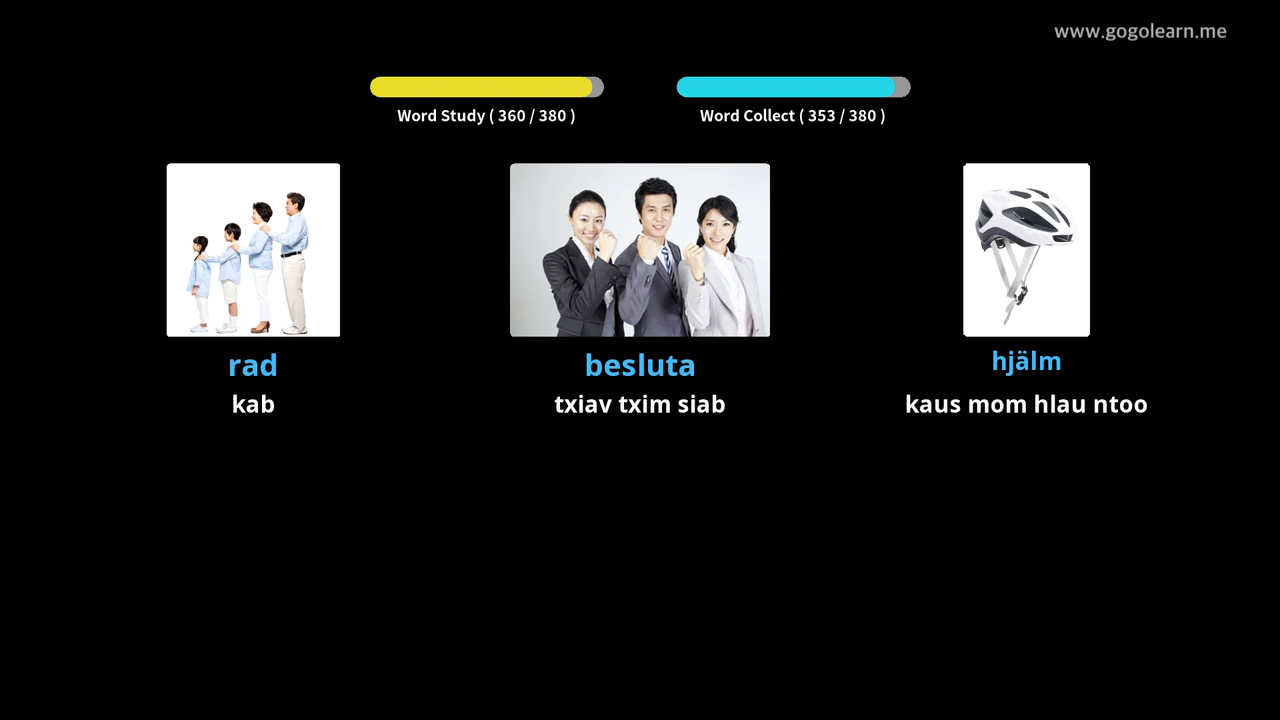 www.gogolearn.me
Word Study ( 360 / 380 )
Word Collect ( 353 / 380 )
rad
besluta
hjälm
kab
txiav txim siab
kaus mom hlau ntoo